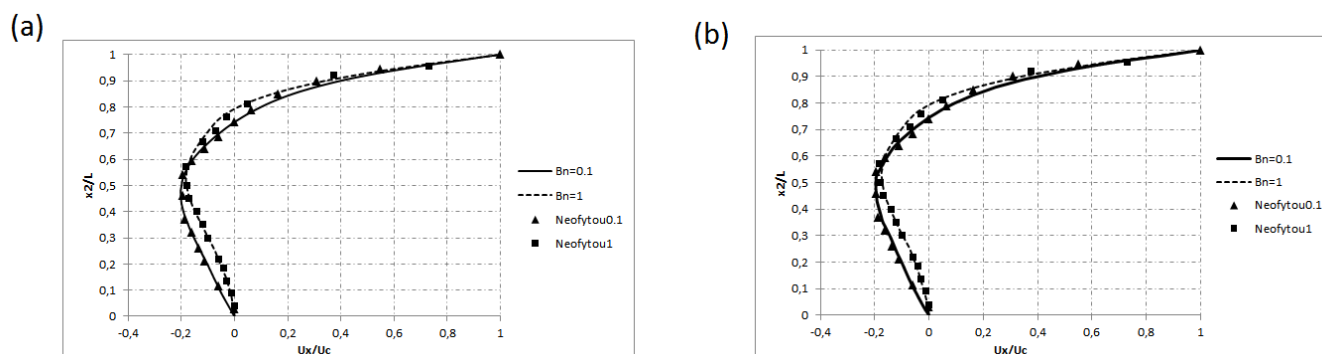 (a)
1
0,9
0,8
0,7
0,6
0,5
0,4
0,3
0,2
0,1
0
x2/L
-0,4
-0,2
0
0,2
0,4
0,6
0,8
1
Ux/Uc
Bn=0.1
Bn=1
Neofytou0.1
Neofytou1
(b)
1
0,9
0,8
0,7
0,6
0,5
0,4
0,3
0,2
0,1
0
x2/L
-0,4
-0,2
0
0,2
0,4
0,6
0,8
1
Ux/Uc
Bn=0.1
Bn=1
Neofytou0.1
Neofytou1